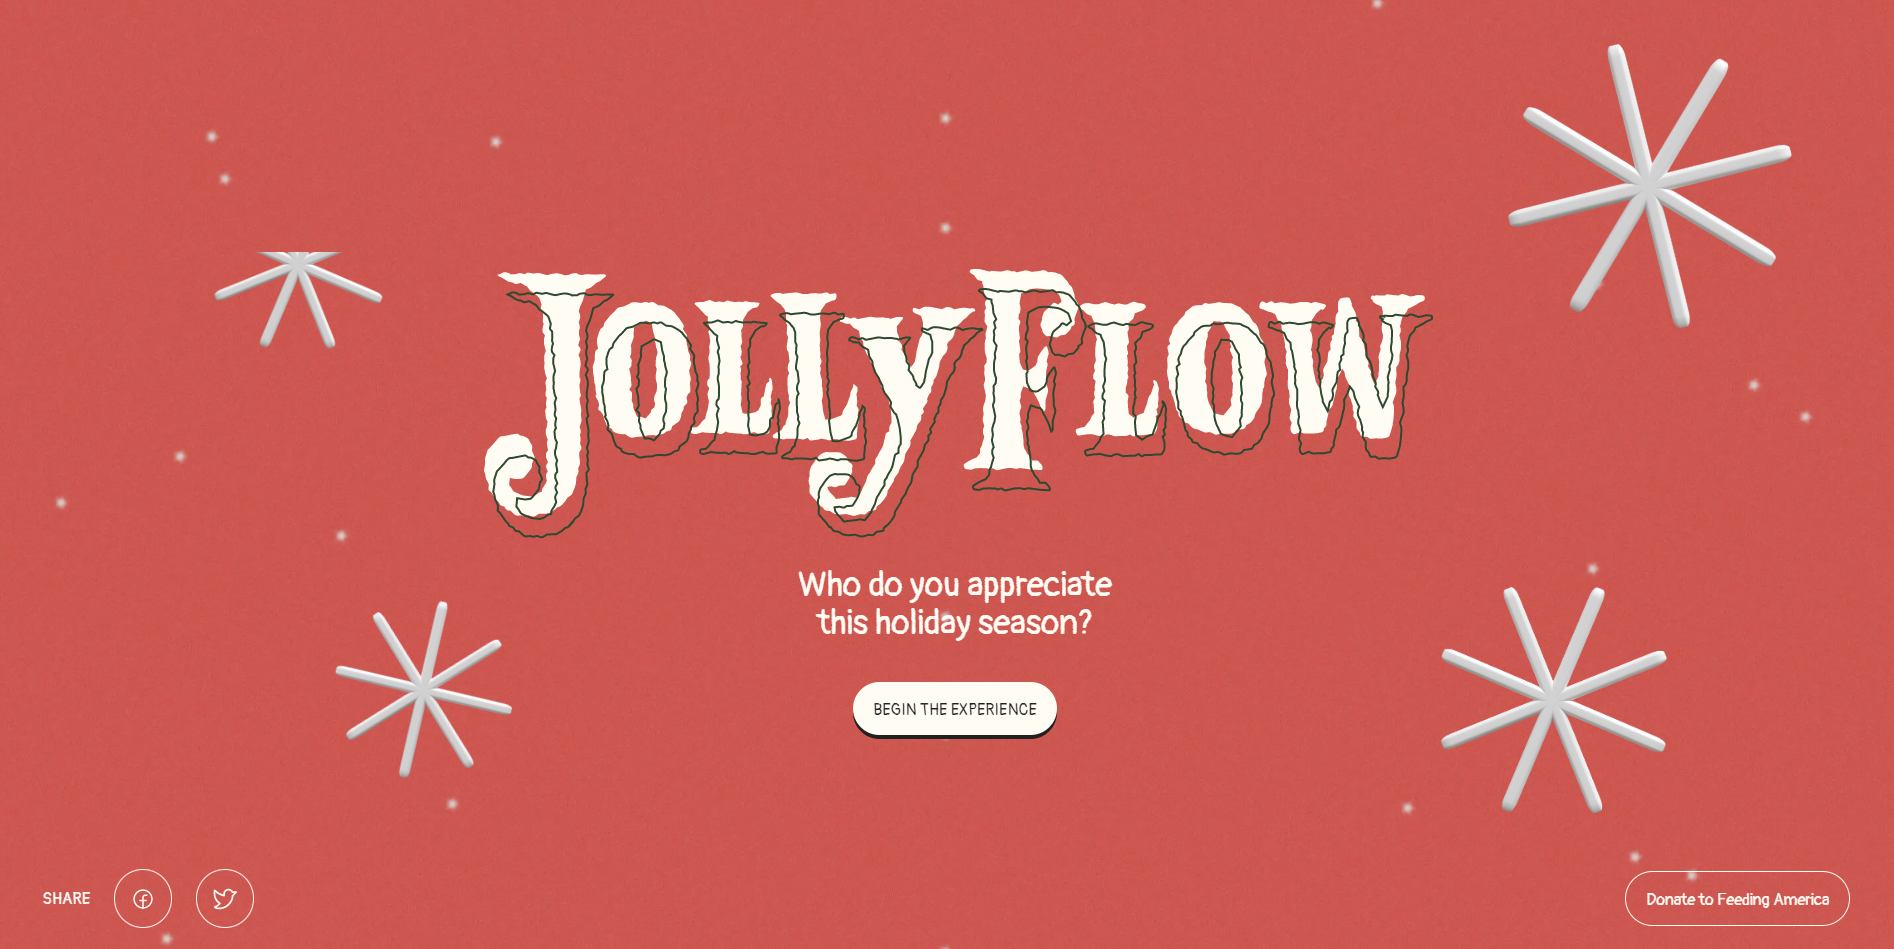 JollyFlow
Who do you appreciate
this holiday season?
BEGIN THE EXPERIENCE
SHARE
Donate to Feeding America